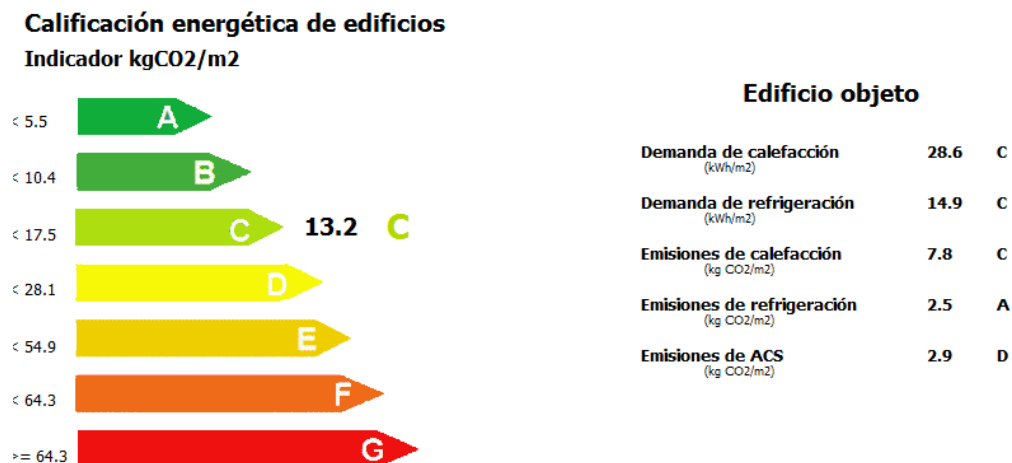 Calificación energética de edificios
Indicador kgCO2/m2
< 5.5 A
< 10.4 B
< 17.5 C 13.2 C
< 28.1 D
< 54.9 E
< 64.3 F
>= 64.3 G
Edificio objeto
Demanda de calefacción 28.6 C
(kWh/m2)
Demanda de refrigeración 14.9 C
(kWh/m2)
Emisiones de calefacción 7.8 C
(kg CO2/m2)
Emisiones de refrigeración 2.5 A
(kg CO2/m2)
Emisiones de ACS 2.9 D
(kg CO2/m2)